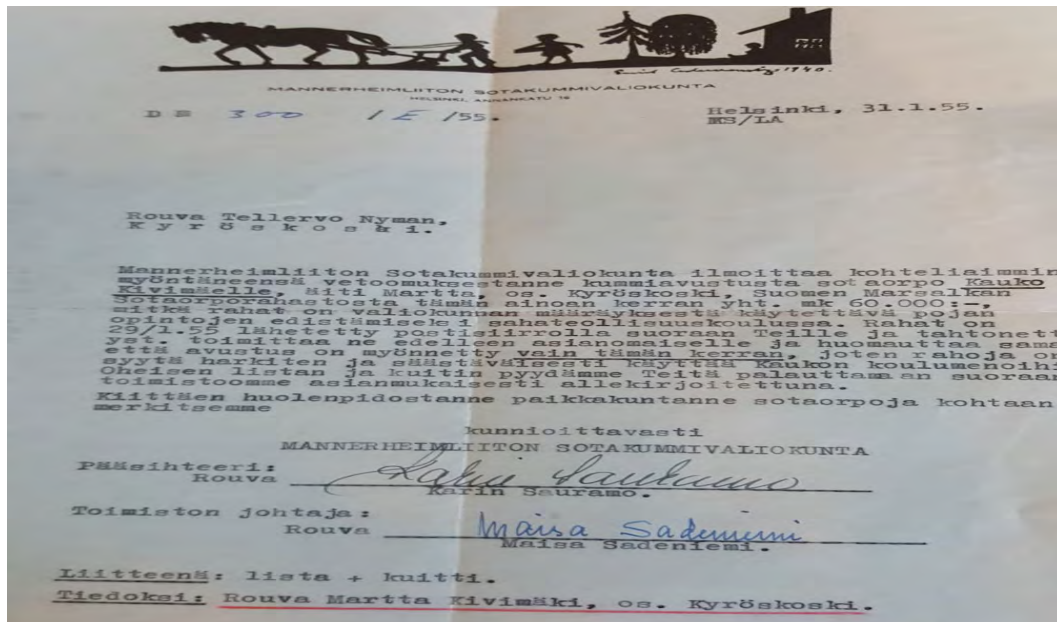 MANNERHEIMLIITON SOTAKUMMIVALIOKUNTA
HELSINKI, ANNANKATU
D E 300 / E /55.
Helsinki, 31.1.55.
MS/LA
Rouva Tellervo Nyman,
K y r ö s k o s k i.
Mannerheimliiton Sotakummivaliokunta ilmoittaa kohteliaimmin
myöntäneensä vetoomuksestanne kummiavustusta sotaorpo Kauko
Kivimäelle, äiti Martta, os. Kyröskoski, Suomen Marsalkan
Sotaorporahastosta tämän ainoan kerran yht. mk 60.000:—,
mitkä rahat on valiokunnan määräyksestä käytettävä pojan
opintojen edistämiseksi sahateollisuuskoulussa. Rahat on
29/1.55 lähetetty postisiirrolla suoraan Teille ja tahtonett
yst. toimittaa ne edelleen asianomaiselle ja huomauttaa sama
että avustus on myönnetty vain tämän kerran, joten rahoja on
syytä harkiten ja säästäväisesti käyttää Kaukon koulumenoihi
Oheisen listan ja kuitin pyydämme Teitä palauttamaan suoraan
toimistoomme asianmukaisesti allekirjoitettuna.
Kiittäen huolenpidostanne paikkakuntanne sotaorpoja kohtaan
merkitsemme
kunnioittavasti
MANNERHEIMLIITON SOTAKUMMIVALIOKUNTA
Pääsihteeri:
Rouva Karin Sauramo
Karin Sauramo.
Toimiston johtaja:
Rouva Maisa Sadeniemi
Maisa Sadeniemi.
Liitteenä: lista + kuitti.
Tiedoksi: Rouva Martta Kivimäki, os. Kyröskoski.